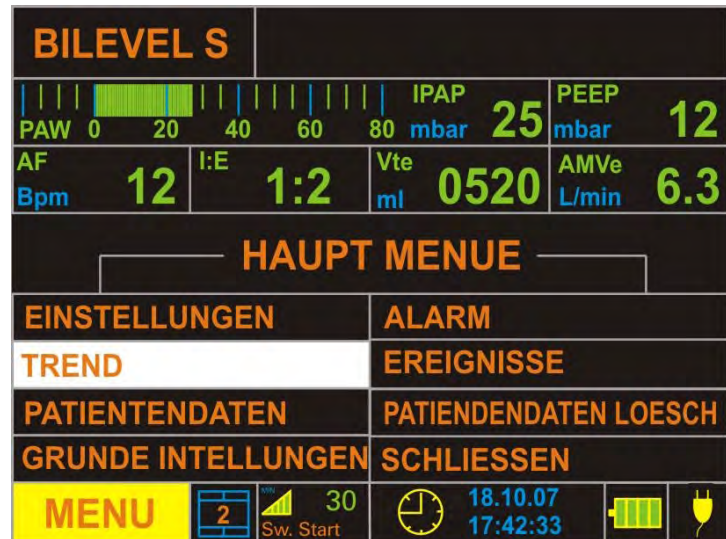 BILEVEL S
PAW 0 20 40 60 80
IPAP mbar 25
PEEP mbar 12
AF Bpm 12
I:E 1:2
Vte ml 0520
AMVe L/min 6.3
HAUPT MENUE
EINSTELLUNGEN ALARM
TREND EREIGNISSE
PATIENTENDATEN PATIENDENDATEN LOESCH
GRUNDE INTELLUNGEN SCHLIESSEN
MENU 2 MIN 30 Sw. Start 18.10.07 17:42:33